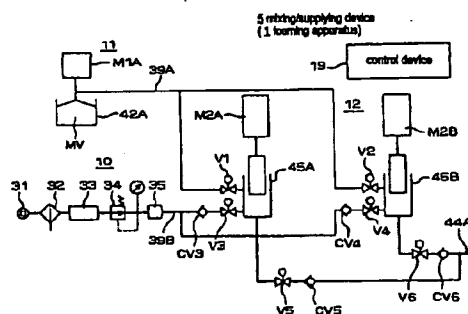 5 mixing/supplying device
( 1 foaming apparatus)
11
M1A
39A
19
control device
M2A
12
M2B
42A
MV
V1
45A
V2
45B
10
31
32
33
34
35
39B
CV3
V3
CV4
V4
44A
V5
CV5
V6
CV6